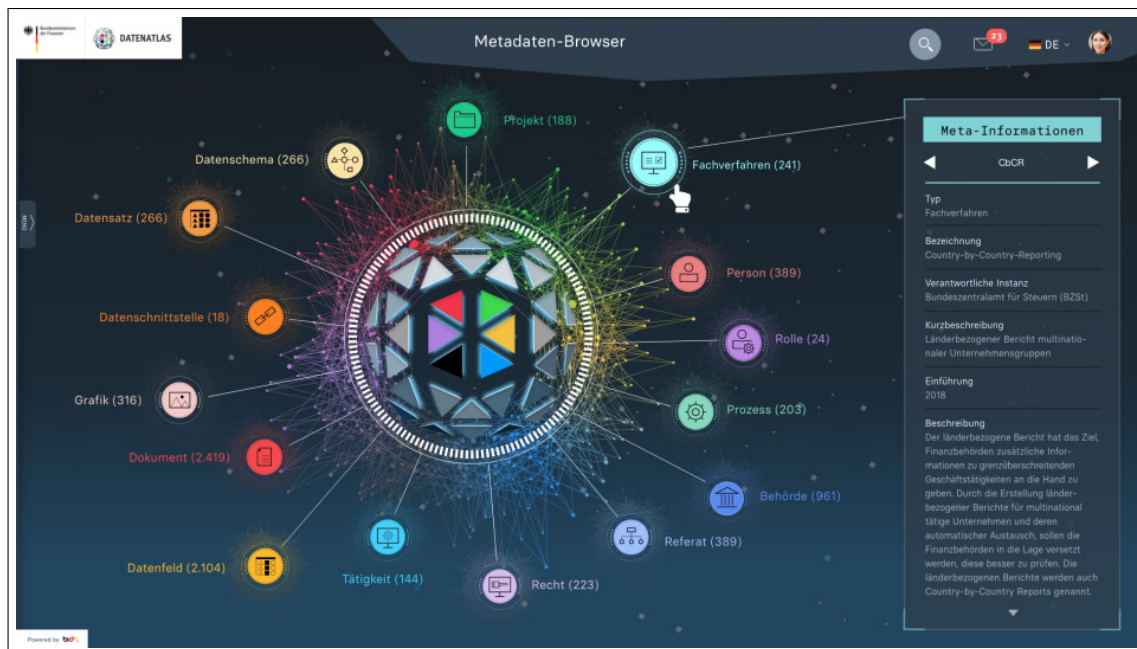 Bundesministerium
der Finanzen
DATENATLAS
Metadaten-Browser
23
DE
MENU
Projekt (188)
Datenschema (266)
Fachverfahren (241)
Datensatz (266)
Person (389)
Datenschnittstelle (18)
Rolle (24)
Grafik (316)
Prozess (203)
Dokument (2.419)
Behörde (961)
Referat (389)
Datenfeld (2.104)
Tätigkeit (144)
Recht (223)
Meta-Informationen
CbCR
Typ
Fachverfahren
Bezeichnung
Country-by-Country-Reporting
Verantwortliche Instanz
Bundeszentralamt für Steuern (BZSt)
Kurzbeschreibung
Länderbezogener Bericht multinatio-
naler Unternehmensgruppen
Einführung
2018
Beschreibung
Der länderbezogene Bericht hat das Ziel,
Finanzbehörden zusätzliche Infor-
mationen zu grenzüberschreitenden
Geschäftstätigkeiten an die Hand zu
geben. Durch die Erstellung länder-
bezogener Berichte für multinational
tätige Unternehmen und deren
automatischer Austausch, sollen die
Finanzbehörden in die Lage versetzt
werden, diese besser zu prüfen. Die
länderbezogenen Berichte werden auch
Country-by-Country Reports genannt.
Powered by